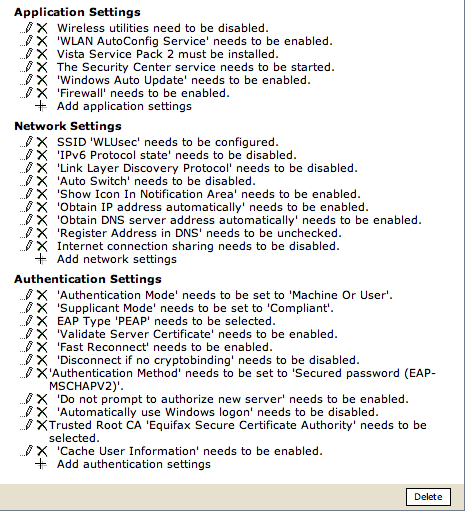 Application Settings
Wireless utilities need to be disabled.
'WLAN AutoConfig Service' needs to be enabled.
Vista Service Pack 2 must be installed.
The Security Center service needs to be started.
'Windows Auto Update' needs to be enabled.
'Firewall' needs to be enabled.
Add application settings
Network Settings
SSID 'WLUsec' needs to be configured.
'IPv6 Protocol state' needs to be disabled.
'Link Layer Discovery Protocol' needs to be disabled.
'Auto Switch' needs to be disabled.
'Show Icon In Notification Area' needs to be enabled.
'Obtain IP address automatically' needs to be enabled.
'Obtain DNS server address automatically' needs to be enabled.
'Register Address in DNS' needs to be unchecked.
Internet connection sharing needs to be disabled.
Add network settings
Authentication Settings
'Authentication Mode' needs to be set to 'Machine Or User'.
'Supplicant Mode' needs to be set to 'Compliant'.
EAP Type 'PEAP' needs to be selected.
'Validate Server Certificate' needs to be enabled.
'Fast Reconnect' needs to be enabled.
'Disconnect if no cryptobinding' needs to be disabled.
'Authentication Method' needs to be set to 'Secured password (EAP-
MSCHAPV2)'.
'Do not prompt to authorize new server' needs to be enabled.
'Automatically use Windows logon' needs to be disabled.
Trusted Root CA 'Equifax Secure Certificate Authority' needs to be
selected.
'Cache User Information' needs to be enabled.
Add authentication settings
Delete